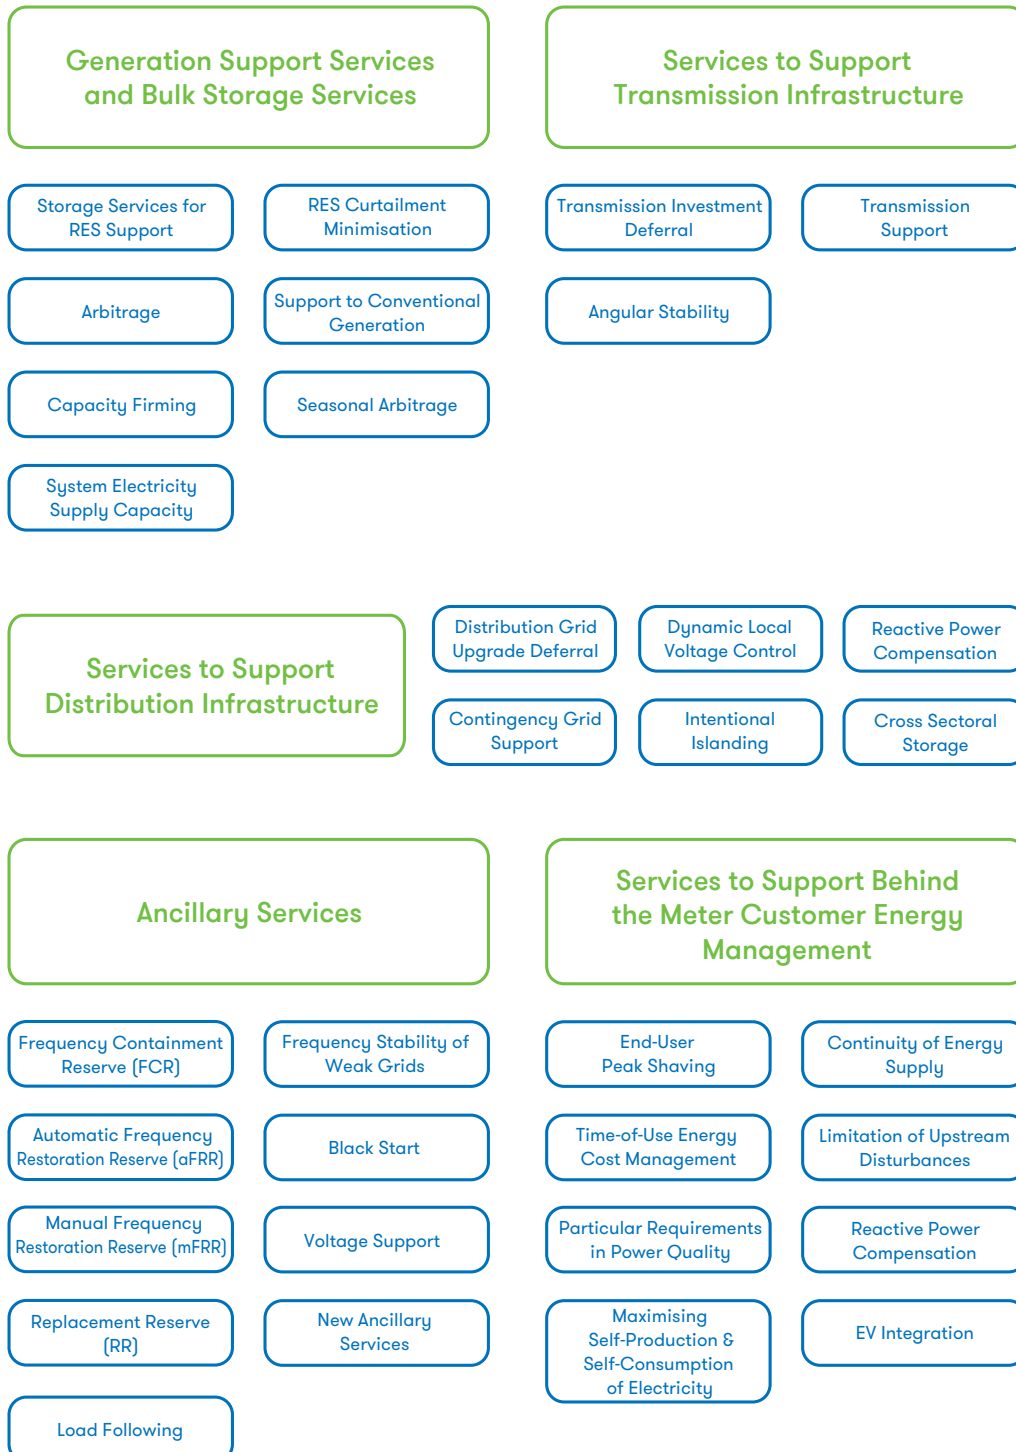 Generation Support Services
and Bulk Storage Services
Storage Services for
RES Support
RES Curtailment
Minimisation
Arbitrage
Support to Conventional
Generation
Capacity Firming
Seasonal Arbitrage
System Electricity
Supply Capacity
Services to Support
Transmission Infrastructure
Transmission Investment
Deferral
Transmission
Support
Angular Stability
Services to Support
Distribution Infrastructure
Distribution Grid
Upgrade Deferral
Dynamic Local
Voltage Control
Reactive Power
Compensation
Contingency Grid
Support
Intentional
Islanding
Cross Sectoral
Storage
Ancillary Services
Frequency Containment
Reserve (FCR)
Frequency Stability of
Weak Grids
Automatic Frequency
Restoration Reserve (aFRR)
Black Start
Manual Frequency
Restoration Reserve (mFRR)
Voltage Support
Replacement Reserve
(RR)
New Ancillary
Services
Load Following
Services to Support Behind
the Meter Customer Energy
Management
End-User
Peak Shaving
Continuity of Energy
Supply
Time-of-Use Energy
Cost Management
Limitation of Upstream
Disturbances
Particular Requirements
in Power Quality
Reactive Power
Compensation
Maximising
Self-Production &
Self-Consumption
of Electricity
EV Integration